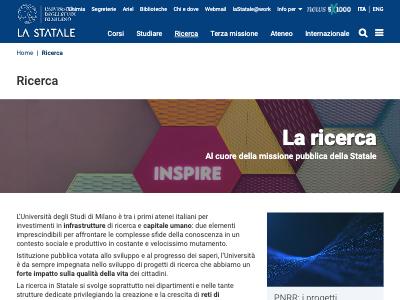 UNIVERSITÀ
DEGLI STUDI
DI MILANO
LA STATALE
Unimia Segreterie Ariel Biblioteche Chi e dove Webmail laStatale@work Info per news 5X1000 ITA | ENG
Corsi Studiare Ricerca Terza missione Ateneo Internazionale
Home | Ricerca
Ricerca
La ricerca
Al cuore della missione pubblica della Statale
INSPIRE
L'Università degli Studi di Milano è tra i primi atenei italiani per
investimenti in infrastrutture di ricerca e capitale umano: due elementi
imprescindibili per affrontare le complesse sfide della conoscenza in un
contesto sociale e produttivo in costante e velocissimo mutamento.
Istituzione pubblica votata allo sviluppo e al progresso dei saperi, l'Università
è da sempre impegnata nello sviluppo di progetti di ricerca che abbiamo un
forte impatto sulla qualità della vita dei cittadini.
La ricerca in Statale si svolge soprattutto nei dipartimenti e nelle tante
strutture dedicate privilegiando la creazione e la crescita di reti di
PNRR: i progetti